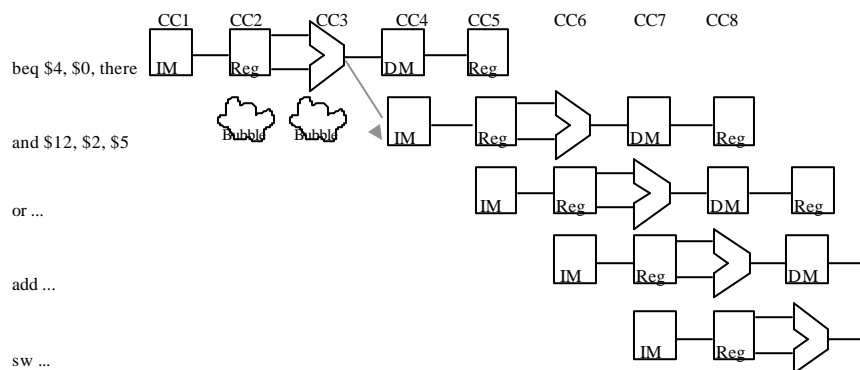 CC1 CC2 CC3 CC4 CC5 CC6 CC7 CC8
beq $4, $0, there IM Reg DM Reg
Bubble Bubble
and $12, $2, $5 IM Reg DM Reg
or ... IM Reg DM Reg
add ... IM Reg DM
sw ... IM Reg